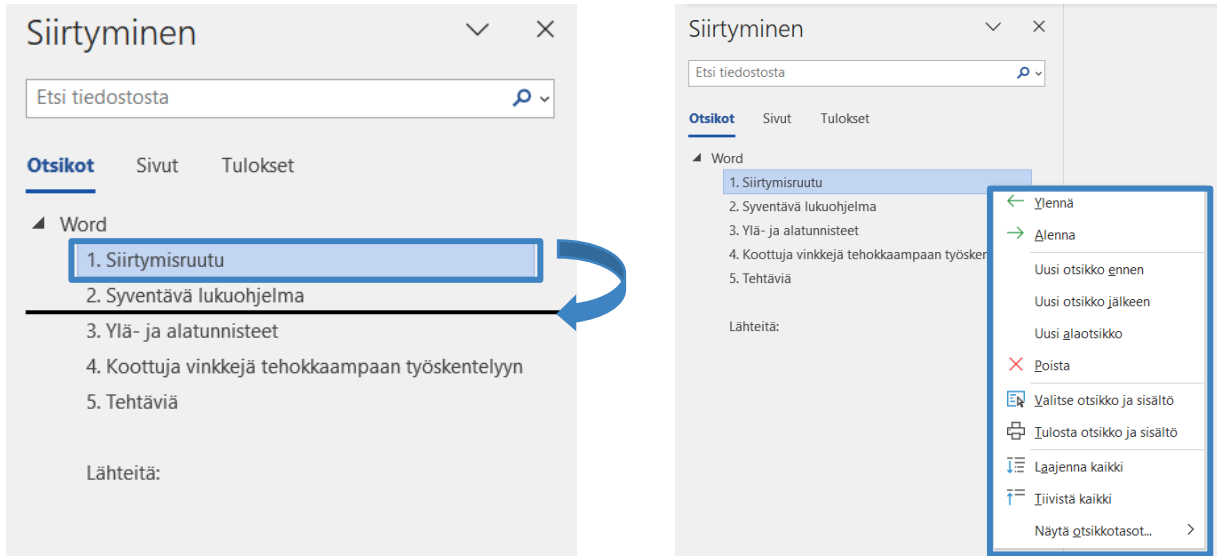 Siirtyminen
Etsi tiedostosta
Otsikot Sivut Tulokset
Word
1. Siirtymisruutu
2. Syventävä lukuohjelma
3. Ylä- ja alatunnisteet
4. Koottuja vinkkejä tehokkaampaan työskentelyyn
5. Tehtäviä
Lähteitä:
Siirtyminen
Etsi tiedostosta
Otsikot Sivut Tulokset
Word
1. Siirtymisruutu
2. Syventävä lukuohjelma
3. Ylä- ja alatunnisteet
4. Koottuja vinkkejä tehokkaampaan työsken
5. Tehtäviä
Lähteitä:
Ylennä
Alenna
Uusi otsikko ennen
Uusi otsikko jälkeen
Uusi alaotsikko
Poista
Valitse otsikko ja sisältö
Tulosta otsikko ja sisältö
Laajenna kaikki
Tiivistä kaikki
Näytä otsikkotasot...